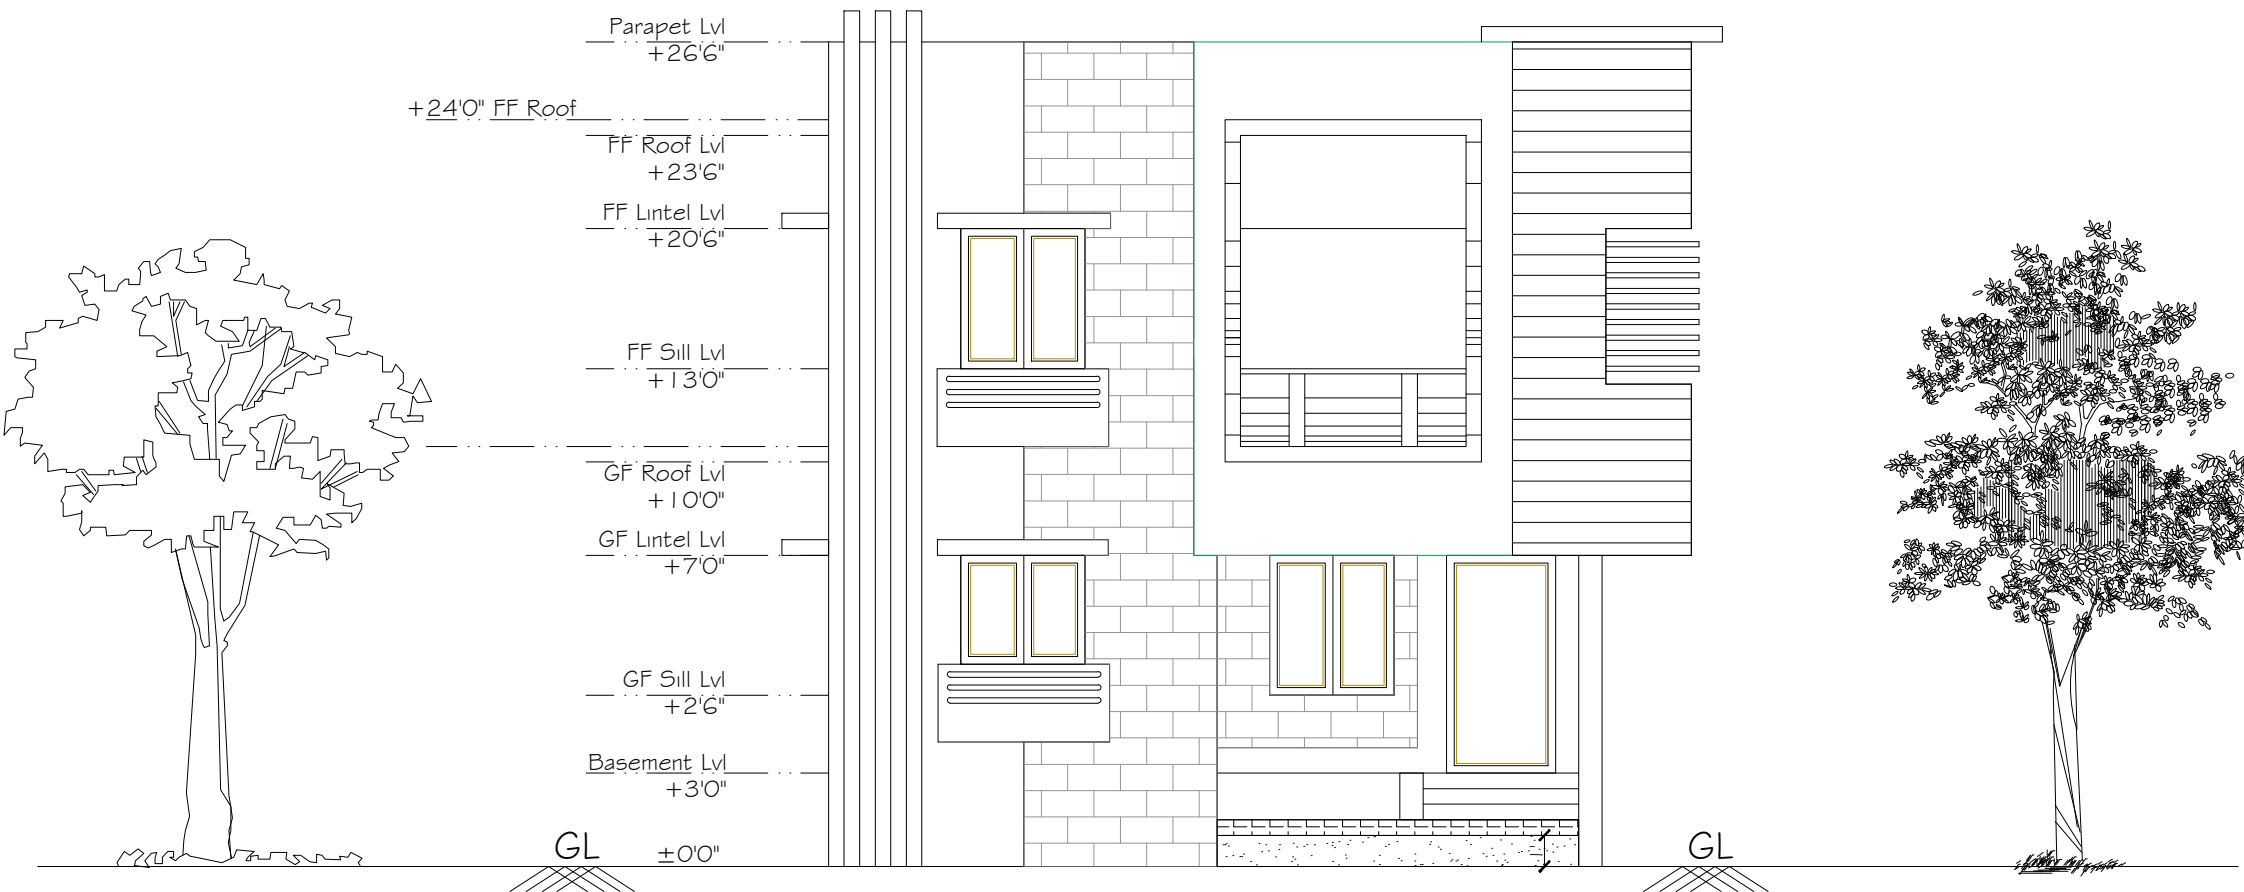 Parapet Lvl
+26'6"
+24'0" FF Roof
FF Roof Lvl
+23'6"
FF Lintel Lvl
+20'6"
FF Sill Lvl
+13'0"
GF Roof Lvl
+10'0"
GF Lintel Lvl
+7'0"
GF Sill Lvl
+2'6"
Basement Lvl
+3'0"
GL
±0'0"
GL